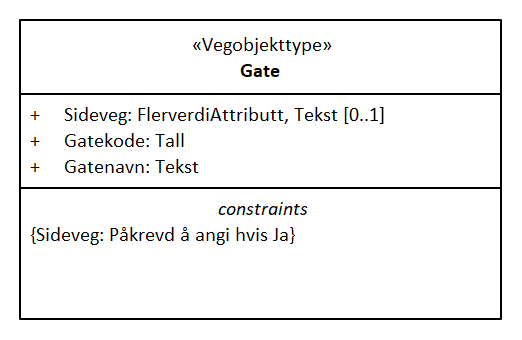 «Vegobjekttype»
Gate
+ Sideveg: FlerverdiAttributt, Tekst [0..1]
+ Gatekode: Tall
+ Gatenavn: Tekst
constraints
{Sideveg: Påkrevd å angi hvis Ja}